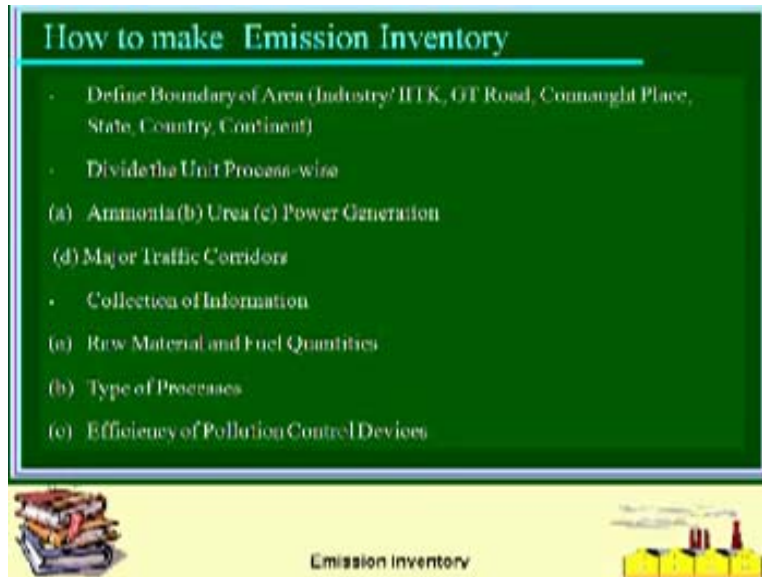 How to make Emission Inventory
· Define Boundary of Area (Industry/ IITK, GT Road, Connaught Place,
State, Country, Continent)
· Divide the Unit Process-wise
(a) Ammonia (b) Urea (c) Power Generation
(d) Major Traffic Corridors
· Collection of Information
(a) Raw Material and Fuel Quantities
(b) Type of Processes
(c) Efficiency of Pollution Control Devices
Emission Inventory